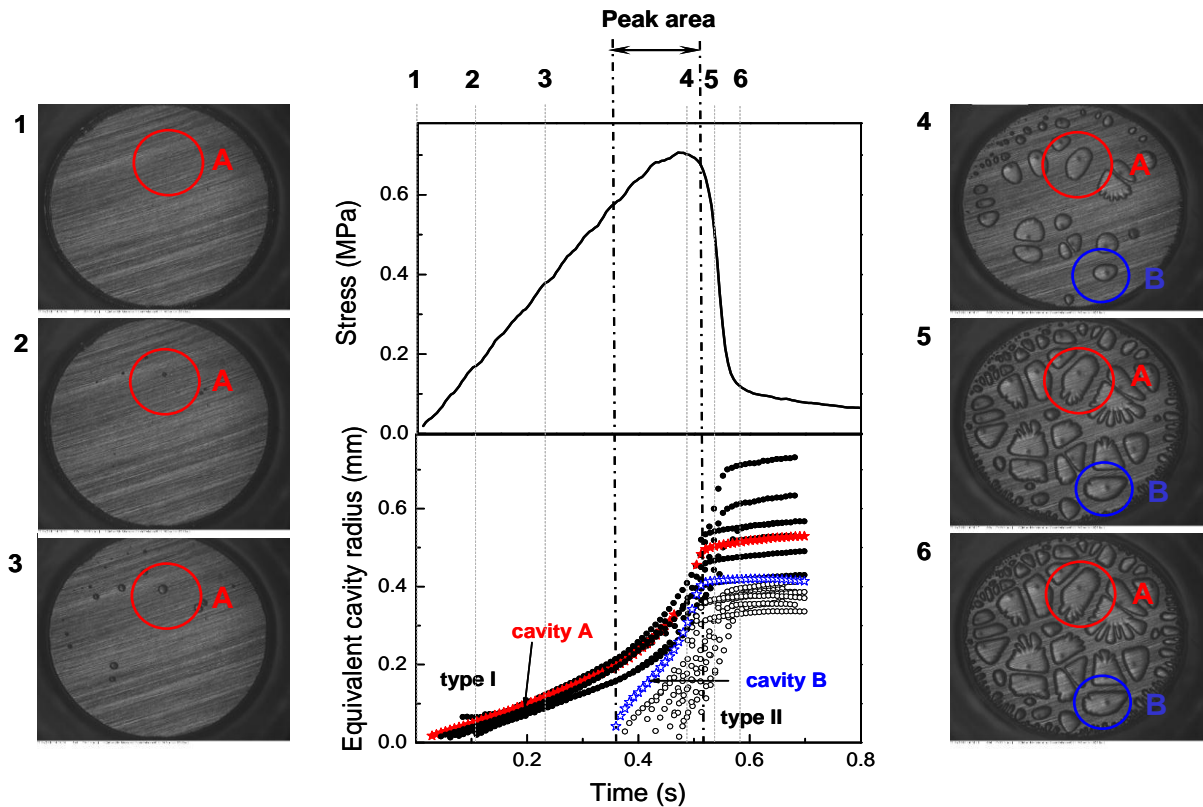 Peak area
1 2 3 4 5 6
1
A
2
A
3
A
Stress (MPa)
0.6
0.4
0.2
0.0
Equivalent cavity radius (mm)
0.6
0.4
0.2
0.0
cavity A
type I
cavity B
type II
0.2 0.4 0.6 0.8
Time (s)
4
A
B
5
A
B
6
A
B